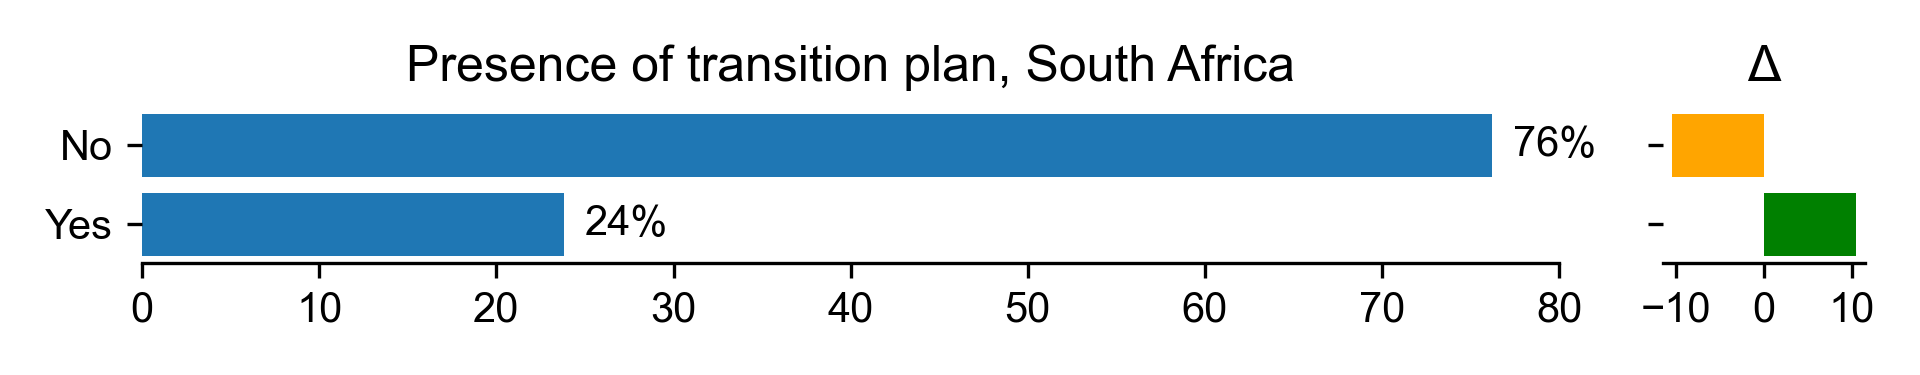 Presence of transition plan, South Africa
Δ
No
76%
Yes
24%
0 10 20 30 40 50 60 70 80
−10 0 10